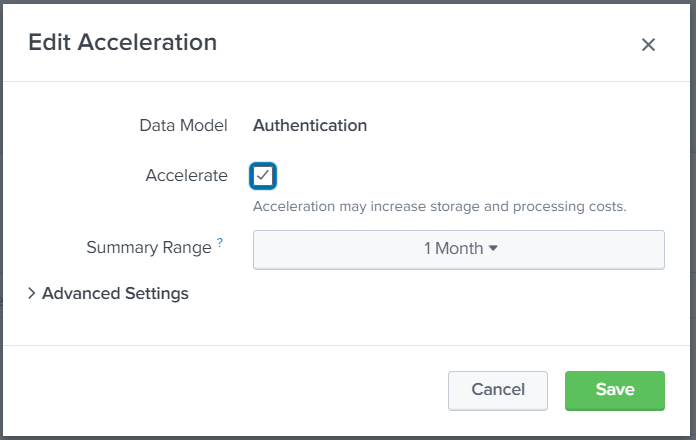 Edit Acceleration
Data Model Authentication
Accelerate
Acceleration may increase storage and processing costs.
Summary Range ? 1 Month
Advanced Settings
Cancel Save